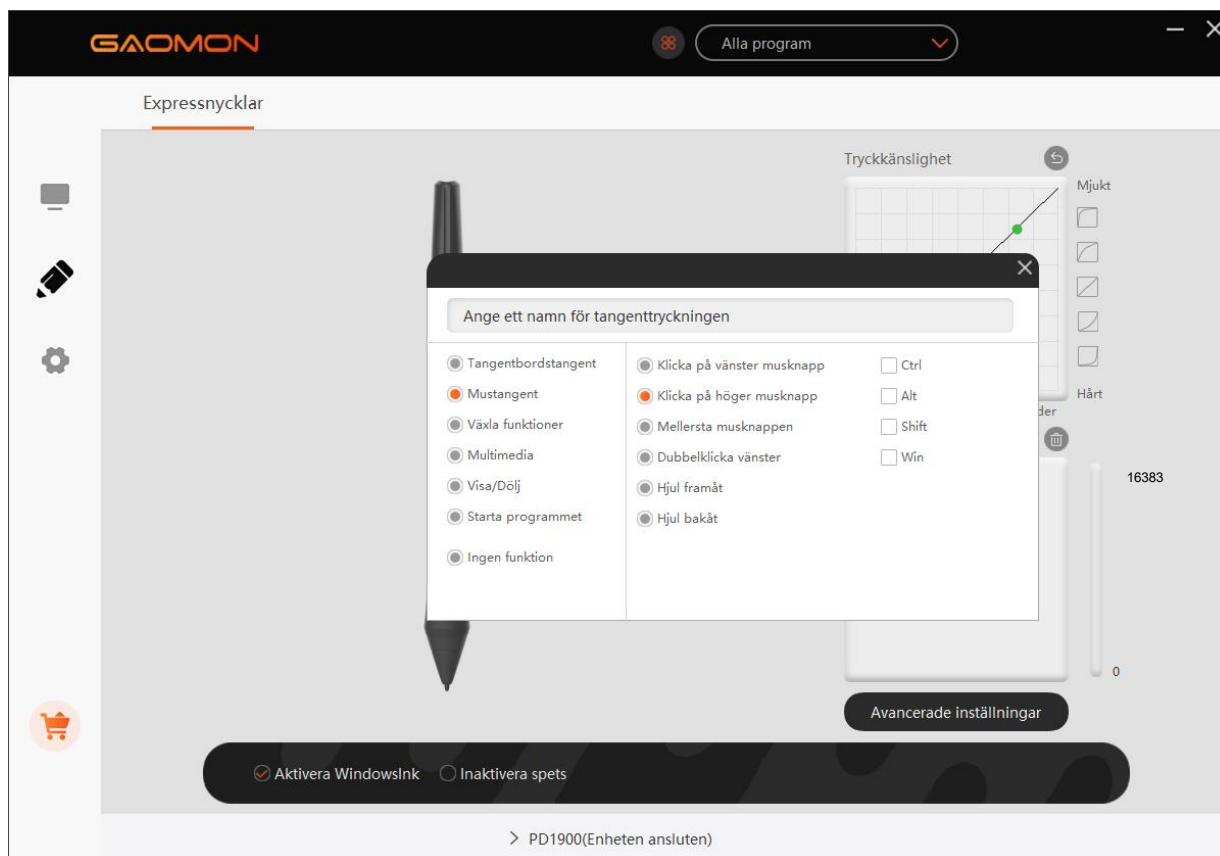 GAOMON
Alla program
Expressnycklar
Tryckkänslighet
Mjukt
Ange ett namn för tangenttryckningen
Tangentbordstangent
Mustangent
Växla funktioner
Multimedia
Visa/Dölj
Starta programmet
Ingen funktion
Klicka på vänster musknapp
Klicka på höger musknapp
Mellersta musknappen
Dubbelklicka vänster
Hjul framåt
Hjul bakåt
Ctrl
Alt
Shift
Win
Hårt
16383
0
Avancerade inställningar
Aktivera WindowsInk
Inaktivera spets
> PD1900(Enheten ansluten)